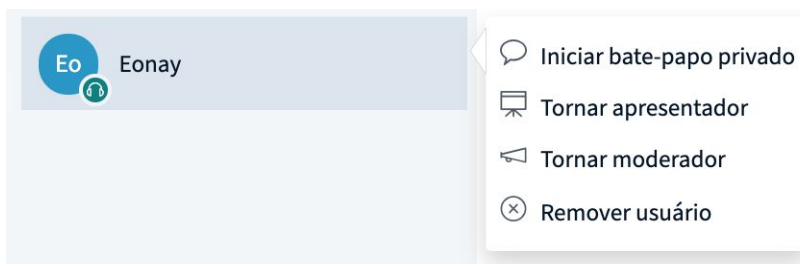 Eo
Eonay
Iniciar bate-papo privado
Tornar apresentador
Tornar moderador
Remover usuário